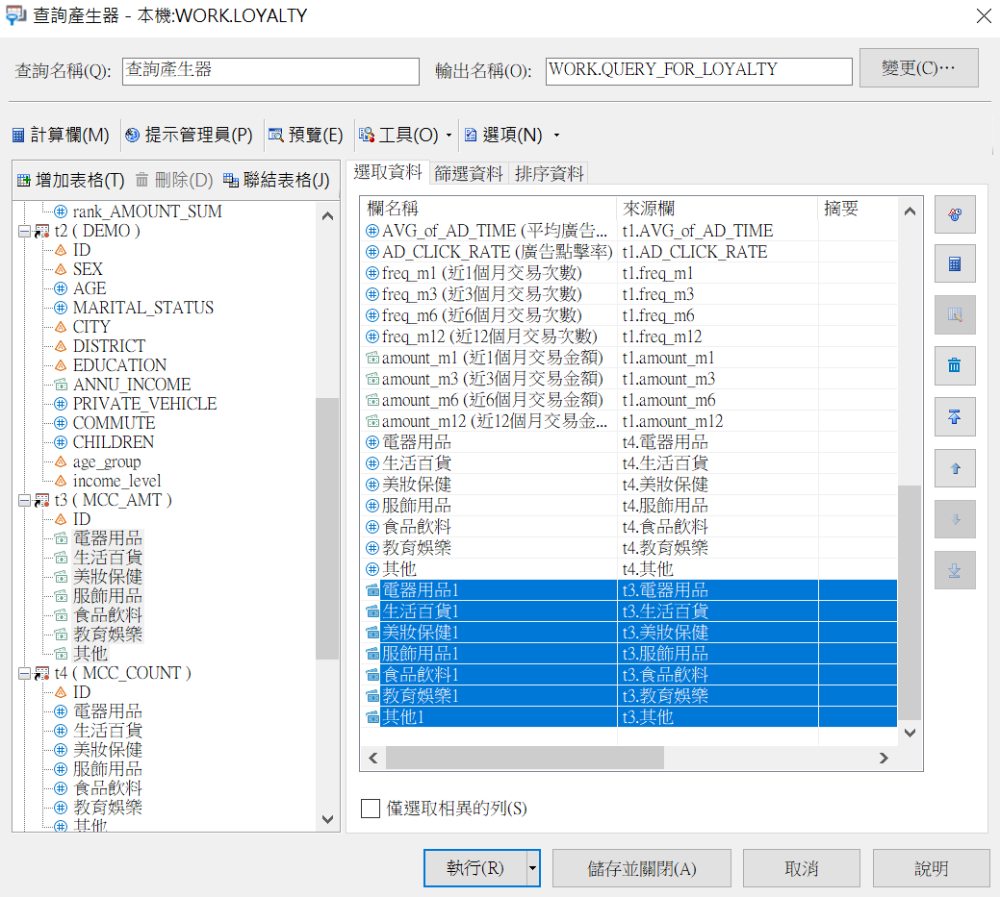 查詢產生器 - 本機:WORK.LOYALTY
查詢名稱(Q): 查詢產生器 輸出名稱(O): WORK.QUERY_FOR_LOYALTY 變更(C)...
計算欄(M) 提示管理員(P) 預覽(E) 工具(O) 選項(N)
增加表格(T) 刪除(D) 聯結表格(J)
rank_AMOUNT_SUM
t2 ( DEMO )
ID
SEX
AGE
MARITAL_STATUS
CITY
DISTRICT
EDUCATION
ANNU_INCOME
PRIVATE_VEHICLE
COMMUTE
CHILDREN
age_group
income_level
t3 ( MCC_AMT )
ID
電器用品
生活百貨
美妝保健
服飾用品
食品飲料
教育娛樂
其他
t4 ( MCC_COUNT )
ID
電器用品
生活百貨
美妝保健
服飾用品
食品飲料
教育娛樂
其他
選取資料 篩選資料 排序資料
欄名稱 來源欄 摘要
AVG_of_AD_TIME (平均廣告... t1.AVG_of_AD_TIME
AD_CLICK_RATE (廣告點擊率) t1.AD_CLICK_RATE
freq_m1 (近1個月交易次數) t1.freq_m1
freq_m3 (近3個月交易次數) t1.freq_m3
freq_m6 (近6個月交易次數) t1.freq_m6
freq_m12 (近12個月交易次數) t1.freq_m12
amount_m1 (近1個月交易金額) t1.amount_m1
amount_m3 (近3個月交易金額) t1.amount_m3
amount_m6 (近6個月交易金額) t1.amount_m6
amount_m12 (近12個月交易金... t1.amount_m12
電器用品 t4.電器用品
生活百貨 t4.生活百貨
美妝保健 t4.美妝保健
服飾用品 t4.服飾用品
食品飲料 t4.食品飲料
教育娛樂 t4.教育娛樂
其他 t4.其他
電器用品1 t3.電器用品
生活百貨1 t3.生活百貨
美妝保健1 t3.美妝保健
服飾用品1 t3.服飾用品
食品飲料1 t3.食品飲料
教育娛樂1 t3.教育娛樂
其他1 t3.其他
僅選取相異的列(S)
執行(R) 儲存並關閉(A) 取消 說明